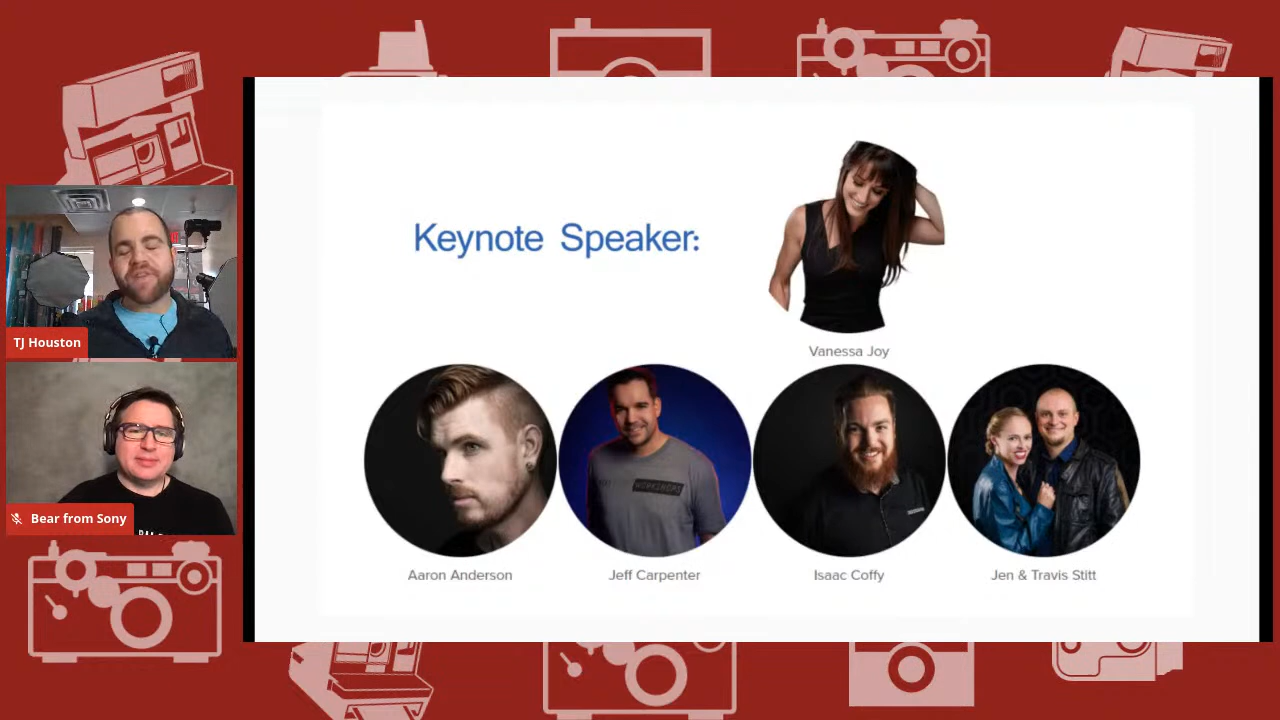 Keynote Speaker:
Vanessa Joy
TJ Houston
Bear from Sony
Aaron Anderson
Jeff Carpenter
Isaac Coffy
Jen & Travis Stitt